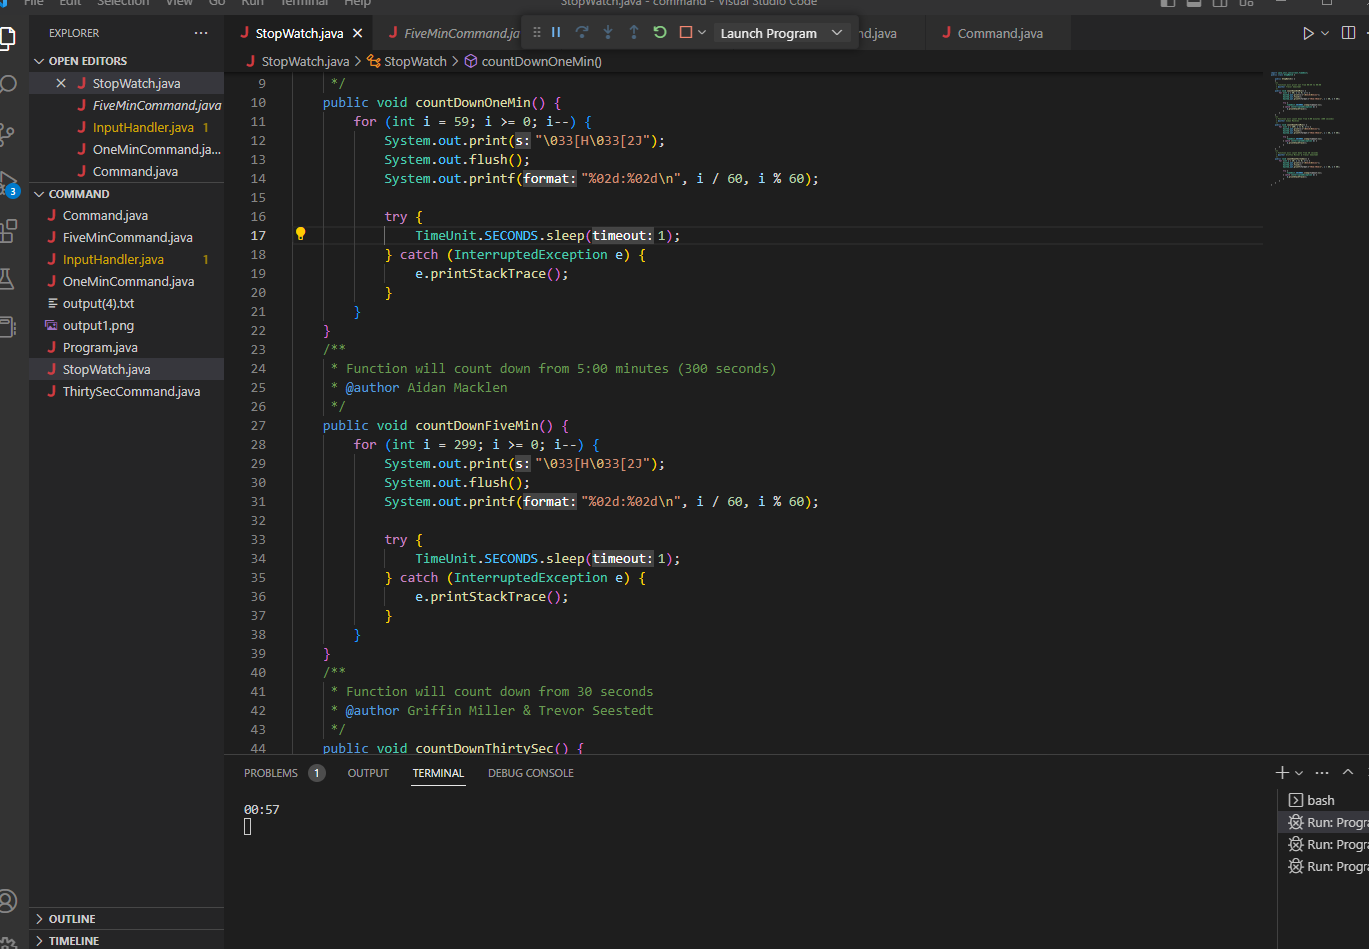 File Edit Selection View Go Run Terminal Help StopWatch.java - command - Visual Studio Code
EXPLORER ···
StopWatch.java
FiveMinCommand.ja
Launch Program
nd.java
Command.java
OPEN EDITORS
StopWatch.java
FiveMinCommand.java
InputHandler.java 1
OneMinCommand.ja...
Command.java
3
COMMAND
Command.java
FiveMinCommand.java
InputHandler.java 1
OneMinCommand.java
output(4).txt
output1.png
Program.java
StopWatch.java
ThirtySecCommand.java
OUTLINE
TIMELINE
StopWatch.java > StopWatch > countDownOneMin()
9 */
10 public void countDownOneMin() {
11 for (int i = 59; i >= 0; i--) {
12 System.out.print(s: "\033[H\033[2J");
13 System.out.flush();
14 System.out.printf(format: "%02d:%02d\n", i / 60, i % 60);
15
16 try {
17 TimeUnit.SECONDS.sleep(timeout: 1);
18 } catch (InterruptedException e) {
19 e.printStackTrace();
20 }
21 }
22 }
23 /**
24 * Function will count down from 5:00 minutes (300 seconds)
25 * @author Aidan Macklen
26 */
27 public void countDownFiveMin() {
28 for (int i = 299; i >= 0; i--) {
29 System.out.print(s: "\033[H\033[2J");
30 System.out.flush();
31 System.out.printf(format: "%02d:%02d\n", i / 60, i % 60);
32
33 try {
34 TimeUnit.SECONDS.sleep(timeout: 1);
35 } catch (InterruptedException e) {
36 e.printStackTrace();
37 }
38 }
39 }
40 /**
41 * Function will count down from 30 seconds
42 * @author Griffin Miller & Trevor Seestedt
43 */
44 public void countDownThirtySec() {
PROBLEMS 1 OUTPUT TERMINAL DEBUG CONSOLE
00:57
bash
Run: Progra
Run: Progra
Run: Progra